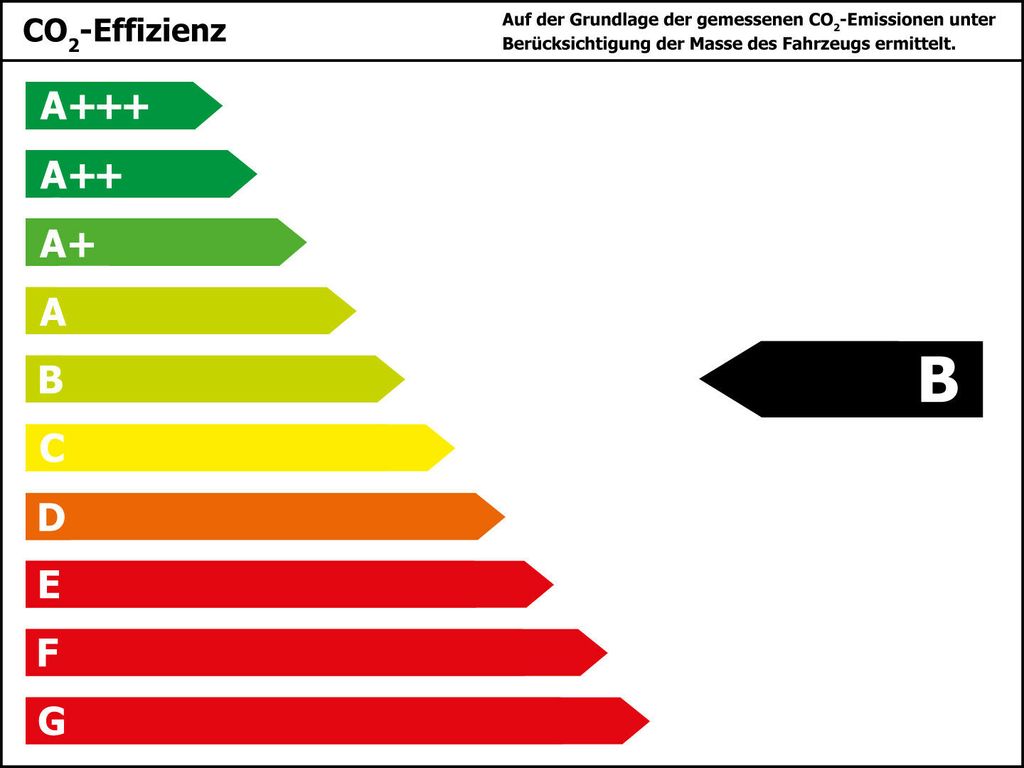 CO₂-Effizienz
Auf der Grundlage der gemessenen CO₂-Emissionen unter
Berücksichtigung der Masse des Fahrzeugs ermittelt.
A+++
A++
A+
A
B
B
C
D
E
F
G